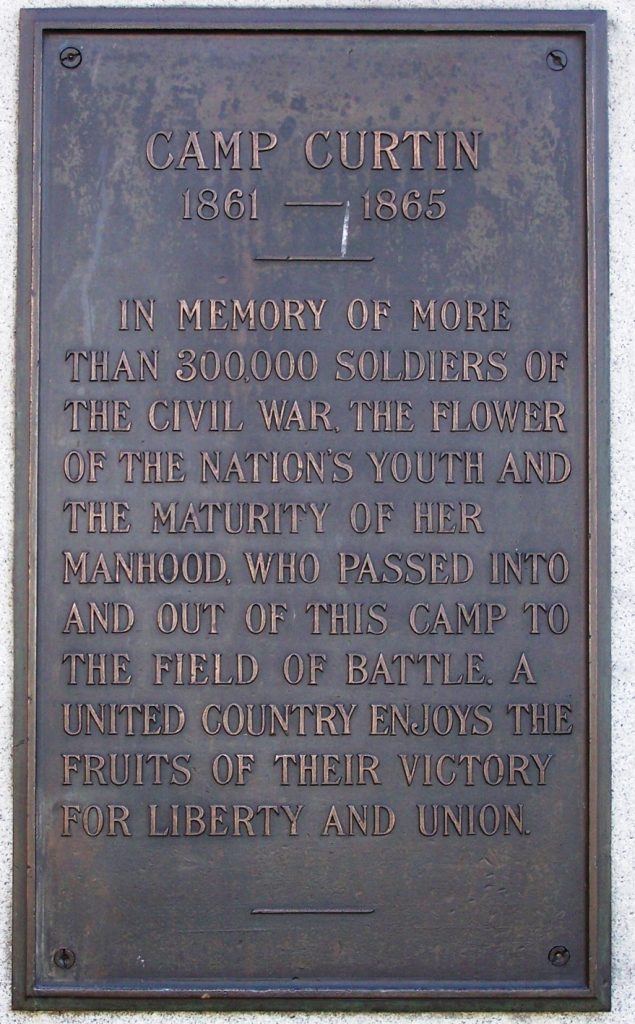 CAMP CURTIN
1861 — 1865
IN MEMORY OF MORE
THAN 300,000 SOLDIERS OF
THE CIVIL WAR, THE FLOWER
OF THE NATION'S YOUTH AND
THE MATURITY OF HER
MANHOOD, WHO PASSED INTO
AND OUT OF THIS CAMP TO
THE FIELD OF BATTLE. A
UNITED COUNTRY ENJOYS THE
FRUITS OF THEIR VICTORY
FOR LIBERTY AND UNION.